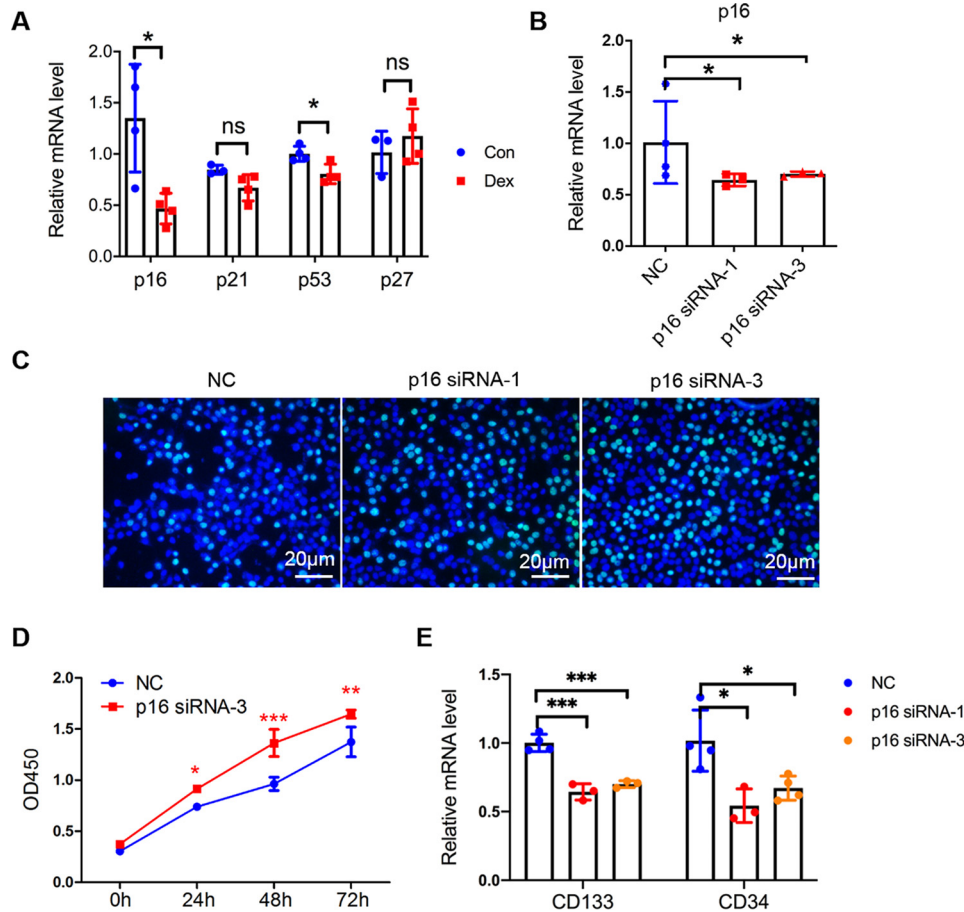 A
Relative mRNA level
2.0
1.5
1.0
0.5
0.0
*
ns
*
ns
p16
p21
p53
p27
Con
Dex
B
p16
Relative mRNA level
2.0
1.5
1.0
0.5
0.0
*
*
NC
p16 siRNA-1
p16 siRNA-3
C
NC
p16 siRNA-1
p16 siRNA-3
20μm
20μm
20μm
D
OD450
2.0
1.5
1.0
0.5
0.0
NC
p16 siRNA-3
*
***
**
0h
24h
48h
72h
E
Relative mRNA level
1.5
1.0
0.5
0.0
***
***
*
*
CD133
CD34
NC
p16 siRNA-1
p16 siRNA-3